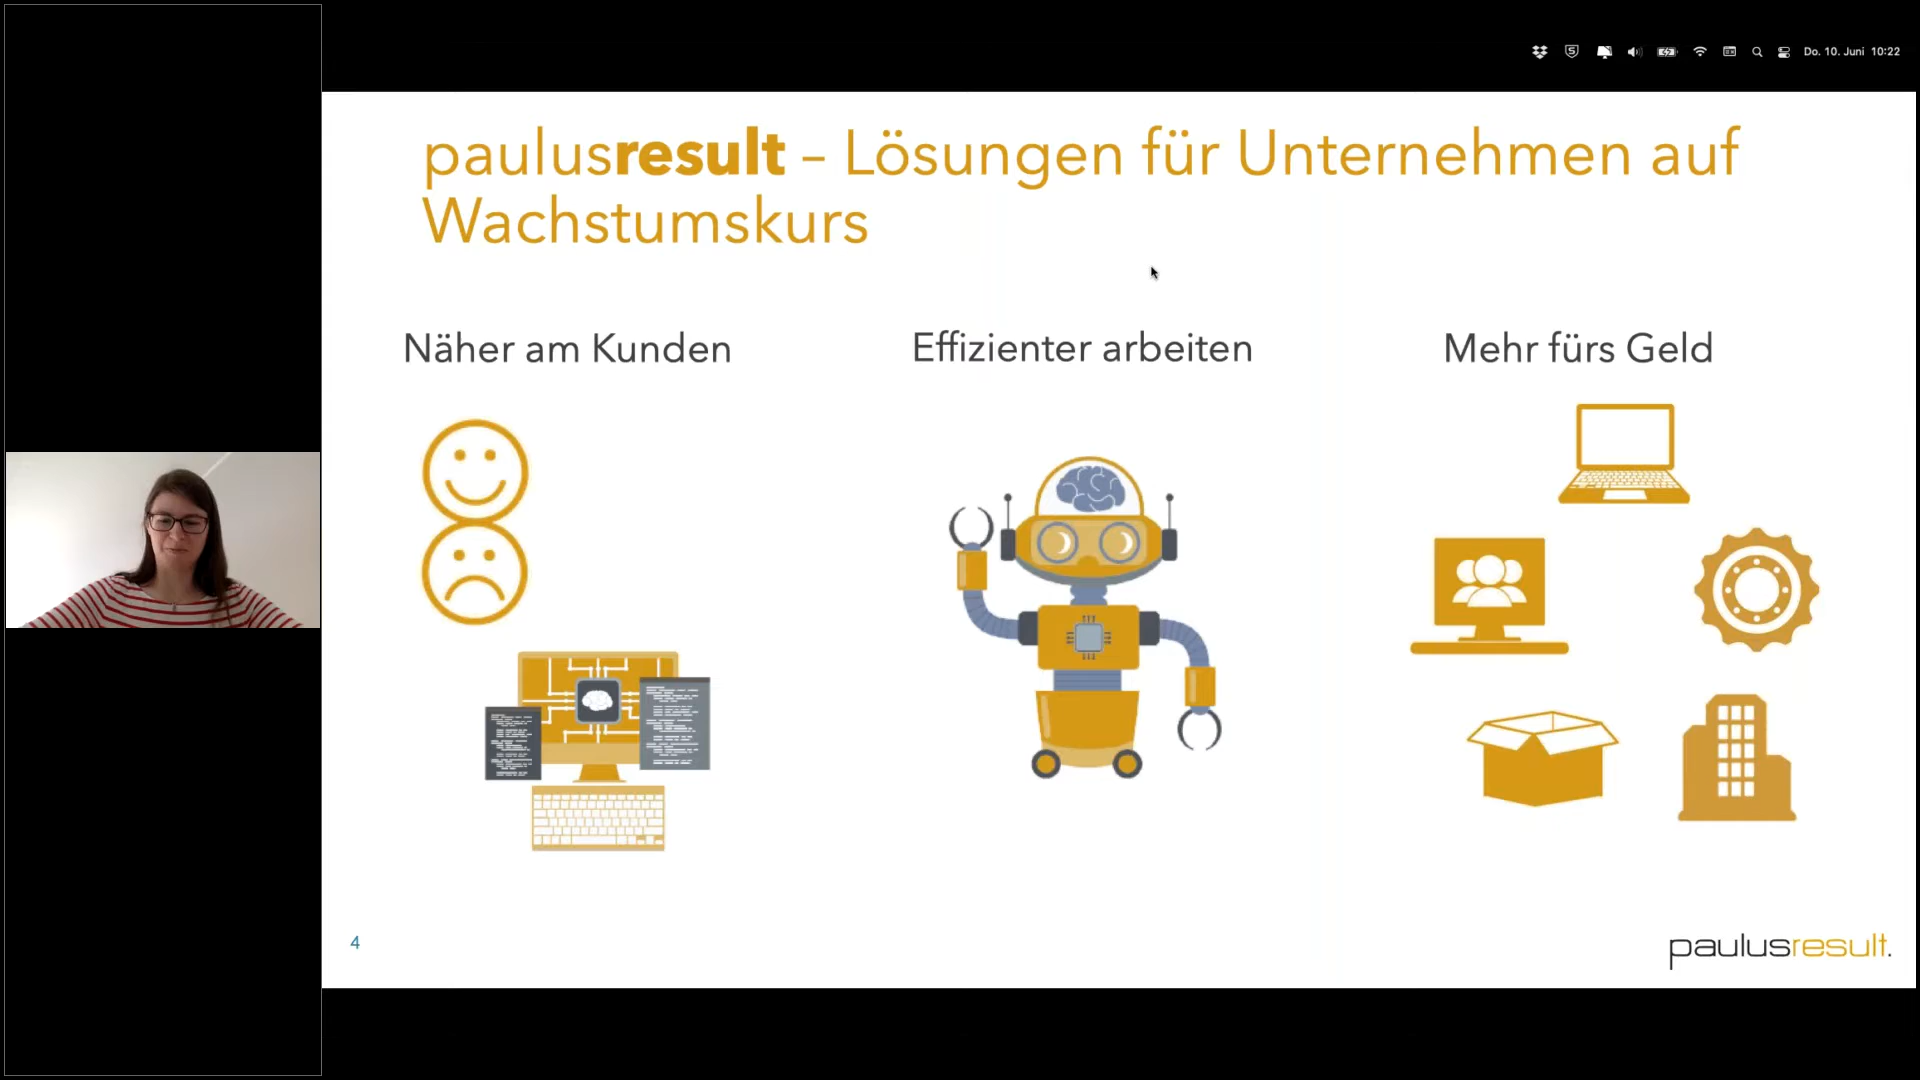 Do. 10. Juni 10:22
paulusresult – Lösungen für Unternehmen auf
Wachstumskurs
Näher am Kunden
Effizienter arbeiten
Mehr fürs Geld
4
paulusresult.